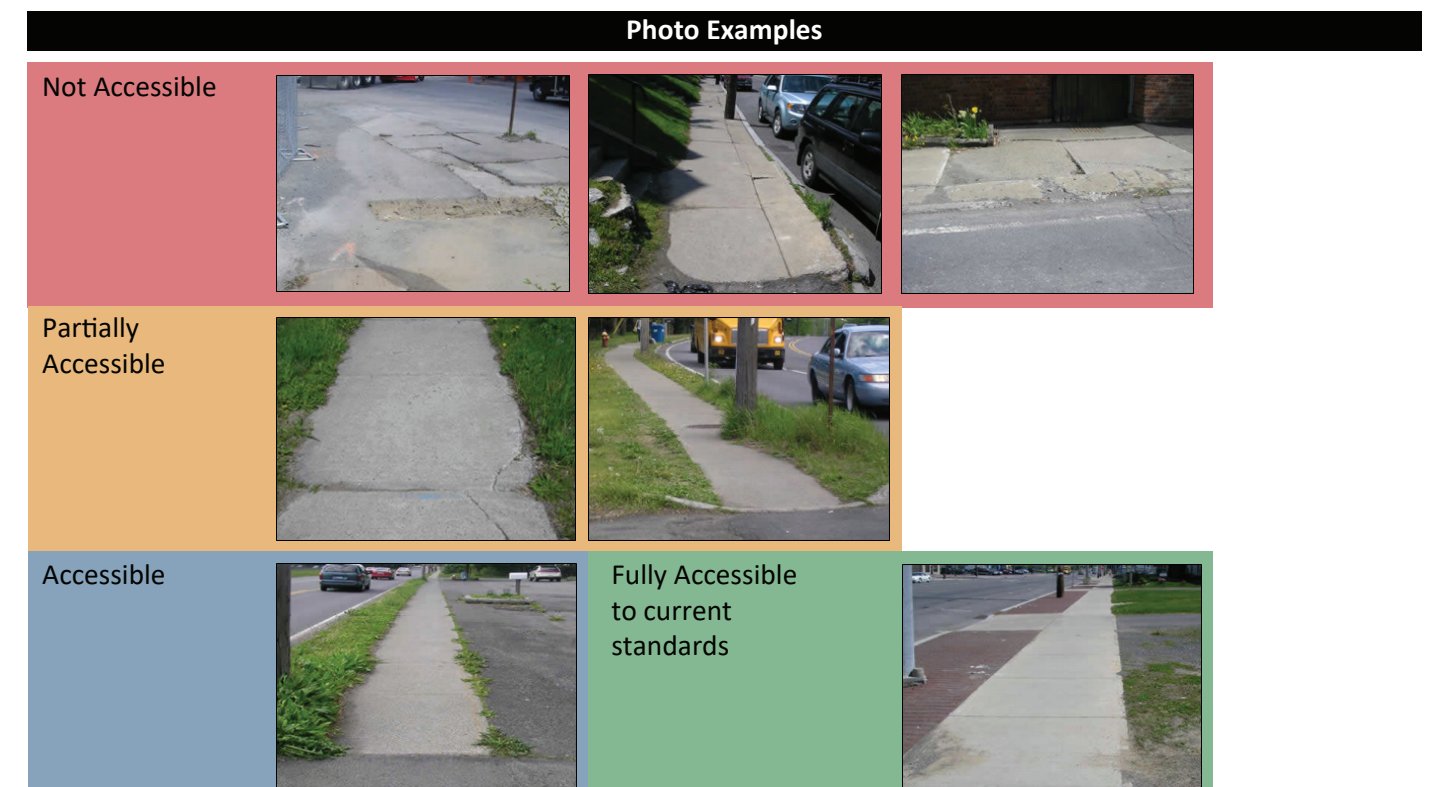 Photo Examples
Not Accessible
Partially
Accessible
Accessible
Fully Accessible
to current
standards